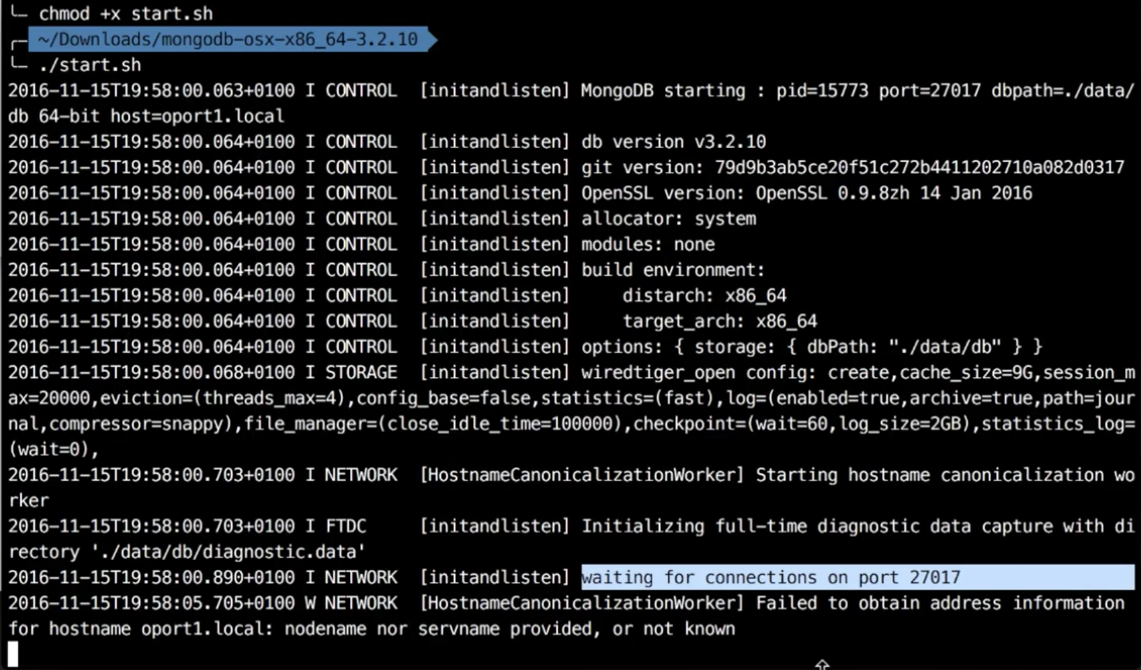 ╰─ chmod +x start.sh
╭─ ~/Downloads/mongodb-osx-x86_64-3.2.10
╰─ ./start.sh
2016-11-15T19:58:00.063+0100 I CONTROL  [initandlisten] MongoDB starting : pid=15773 port=27017 dbpath=./data/
db 64-bit host=oport1.local
2016-11-15T19:58:00.064+0100 I CONTROL  [initandlisten] db version v3.2.10
2016-11-15T19:58:00.064+0100 I CONTROL  [initandlisten] git version: 79d9b3ab5ce20f51c272b4411202710a082d0317
2016-11-15T19:58:00.064+0100 I CONTROL  [initandlisten] OpenSSL version: OpenSSL 0.9.8zh 14 Jan 2016
2016-11-15T19:58:00.064+0100 I CONTROL  [initandlisten] allocator: system
2016-11-15T19:58:00.064+0100 I CONTROL  [initandlisten] modules: none
2016-11-15T19:58:00.064+0100 I CONTROL  [initandlisten] build environment:
2016-11-15T19:58:00.064+0100 I CONTROL  [initandlisten]     distarch: x86_64
2016-11-15T19:58:00.064+0100 I CONTROL  [initandlisten]     target_arch: x86_64
2016-11-15T19:58:00.064+0100 I CONTROL  [initandlisten] options: { storage: { dbPath: "./data/db" } }
2016-11-15T19:58:00.068+0100 I STORAGE  [initandlisten] wiredtiger_open config: create,cache_size=9G,session_m
ax=20000,eviction=(threads_max=4),config_base=false,statistics=(fast),log=(enabled=true,archive=true,path=jour
nal,compressor=snappy),file_manager=(close_idle_time=100000),checkpoint=(wait=60,log_size=2GB),statistics_log=
(wait=0),
2016-11-15T19:58:00.703+0100 I NETWORK  [HostnameCanonicalizationWorker] Starting hostname canonicalization wo
rker
2016-11-15T19:58:00.703+0100 I FTDC     [initandlisten] Initializing full-time diagnostic data capture with di
rectory './data/db/diagnostic.data'
2016-11-15T19:58:00.890+0100 I NETWORK  [initandlisten] waiting for connections on port 27017
2016-11-15T19:58:05.705+0100 W NETWORK  [HostnameCanonicalizationWorker] Failed to obtain address information
for hostname oport1.local: nodename nor servname provided, or not known